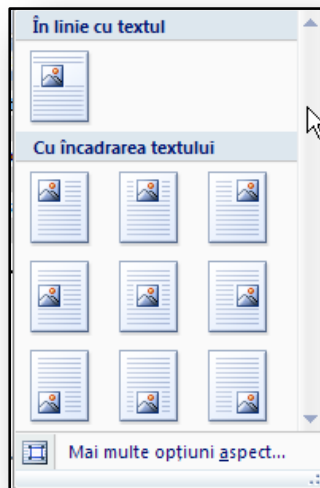 În linie cu textul
Cu încadrarea textului
Mai multe opțiuni aspect...